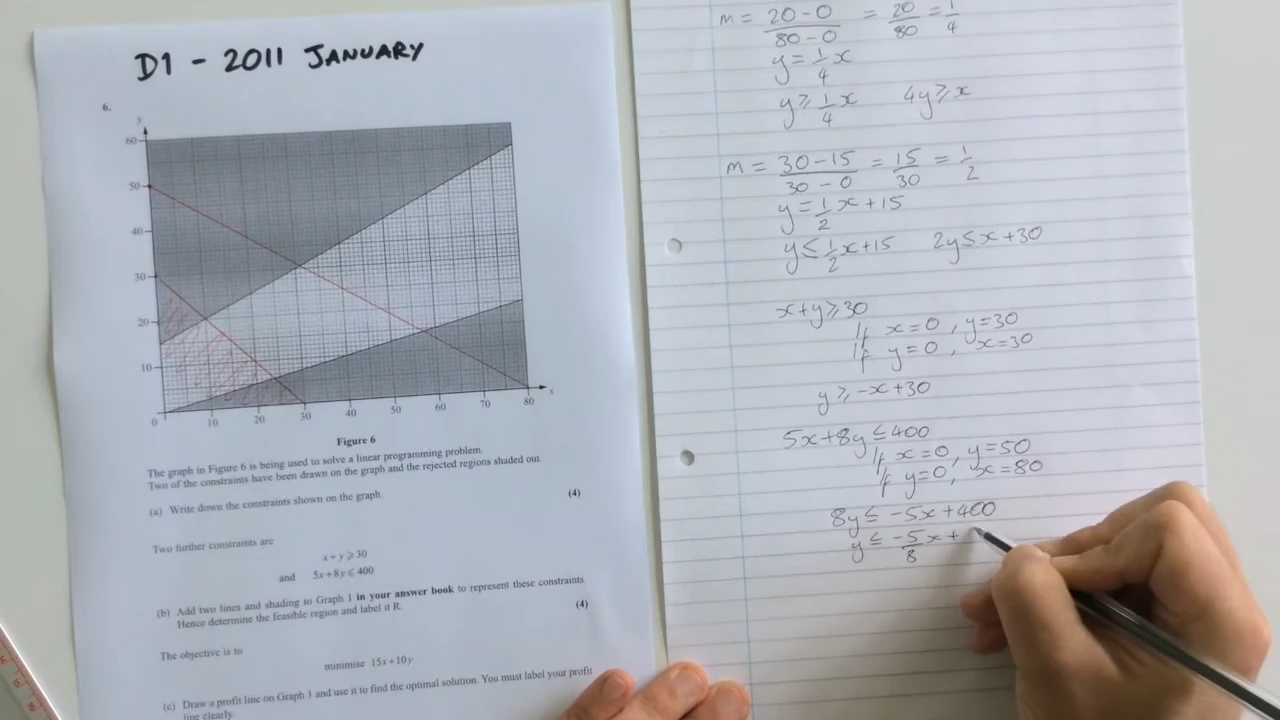 D1 - 2011 JANUARY
6.
y
60
50
40
30
20
10
0
10
20
30
40
50
60
70
80
x
Figure 6
The graph in Figure 6 is being used to solve a linear programming problem.
Two of the constraints have been drawn on the graph and the rejected regions shaded out.
(a) Write down the constraints shown on the graph.
(4)
Two further constraints are
x + y ⩾ 30
and 5x + 8y ⩽ 400
(b) Add two lines and shading to Graph 1 in your answer book to represent these constraints.
Hence determine the feasible region and label it R.
(4)
The objective is to
minimise 15x + 10y
(c) Draw a profit line on Graph 1 and use it to find the optimal solution. You must label your profit
line clearly.
m = 20 - 0 / 80 - 0 = 20/80 = 1/4
y = 1/4 x
y ⩾ 1/4 x 4y ⩾ x
m = 30 - 15 / 30 - 0 = 15/30 = 1/2
y = 1/2 x + 15
y ≤ 1/2 x + 15 2y ≤ x + 30
x + y ⩾ 30
If x = 0 , y = 30
If y = 0 , x = 30
y ⩾ -x + 30
5x + 8y ≤ 400
If x = 0, y = 50
If y = 0, x = 80
8y ≤ -5x + 400
y ≤ -5/8 x +